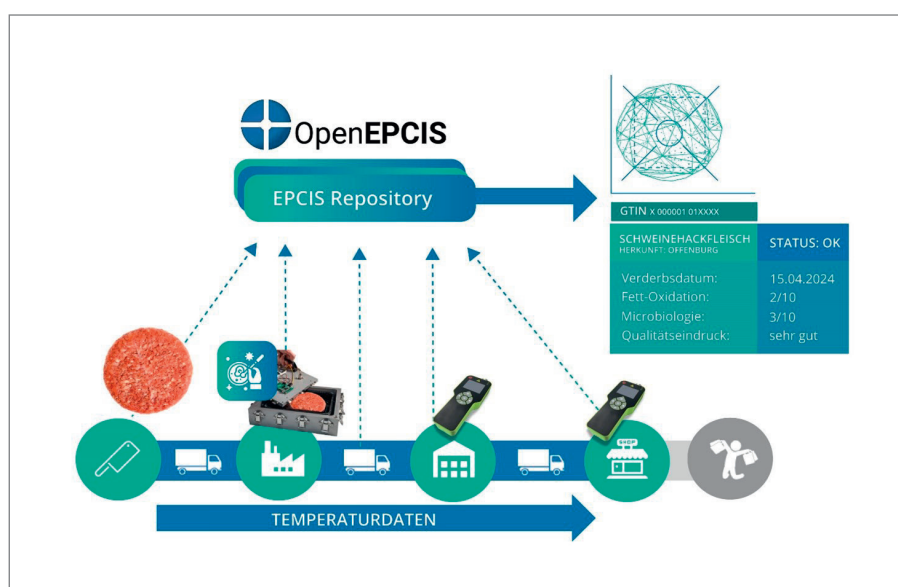 OpenEPCIS
EPCIS Repository
GTIN X 000001 01XXXX
SCHWEINEHACKFLEISCH
HERKUNFT: OFFENBURG
STATUS: OK
Verderbsdatum: 15.04.2024
Fett-Oxidation: 2/10
Microbiologie: 3/10
Qualitätseindruck: sehr gut
SHOP
TEMPERATURDATEN